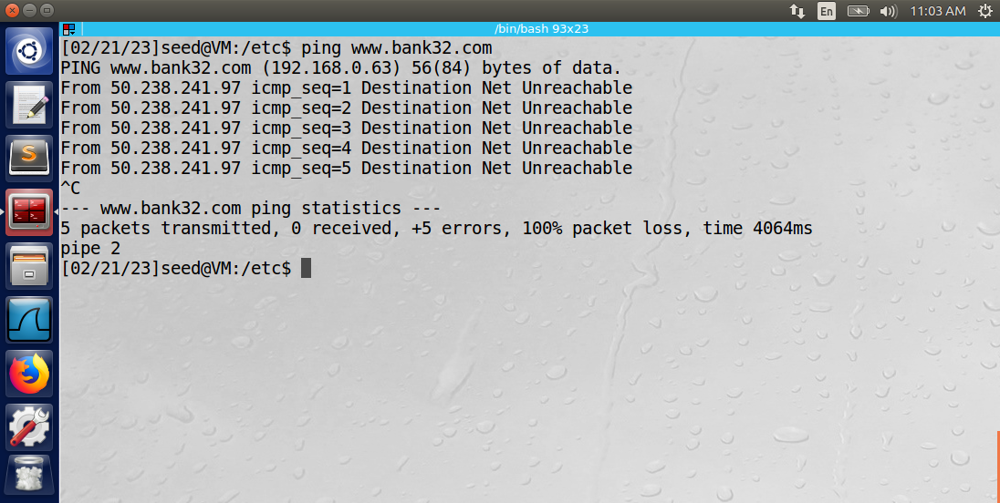 En
11:03 AM
/bin/bash 93x23
[02/21/23]seed@VM:/etc$ ping www.bank32.com
PING www.bank32.com (192.168.0.63) 56(84) bytes of data.
From 50.238.241.97 icmp_seq=1 Destination Net Unreachable
From 50.238.241.97 icmp_seq=2 Destination Net Unreachable
From 50.238.241.97 icmp_seq=3 Destination Net Unreachable
From 50.238.241.97 icmp_seq=4 Destination Net Unreachable
From 50.238.241.97 icmp_seq=5 Destination Net Unreachable
^C
--- www.bank32.com ping statistics ---
5 packets transmitted, 0 received, +5 errors, 100% packet loss, time 4064ms
pipe 2
[02/21/23]seed@VM:/etc$